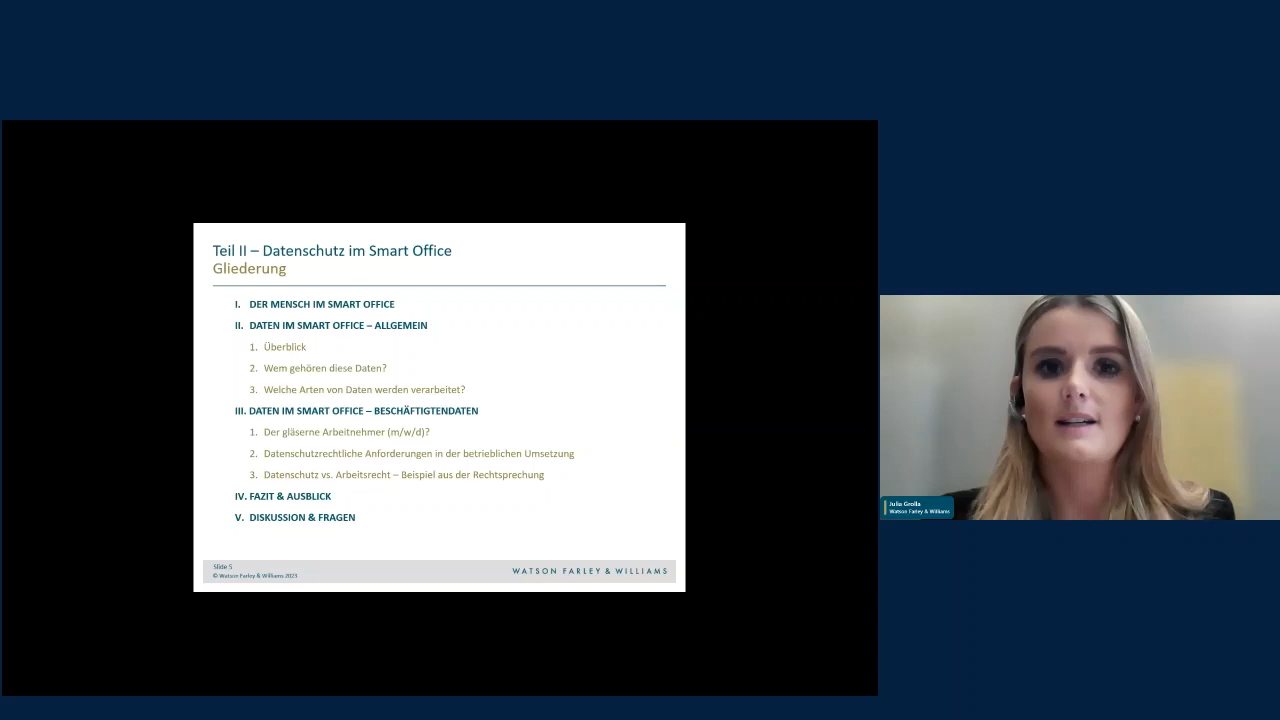 Teil II – Datenschutz im Smart Office
Gliederung
I. DER MENSCH IM SMART OFFICE
II. DATEN IM SMART OFFICE – ALLGEMEIN
1. Überblick
2. Wem gehören diese Daten?
3. Welche Arten von Daten werden verarbeitet?
III. DATEN IM SMART OFFICE – BESCHÄFTIGTENDATEN
1. Der gläserne Arbeitnehmer (m/w/d)?
2. Datenschutzrechtliche Anforderungen in der betrieblichen Umsetzung
3. Datenschutz vs. Arbeitsrecht – Beispiel aus der Rechtsprechung
IV. FAZIT & AUSBLICK
V. DISKUSSION & FRAGEN
Slide 5
© Watson Farley & Williams 2023
WATSON FARLEY & WILLIAMS
Julia Grolla
Watson Farley & Williams